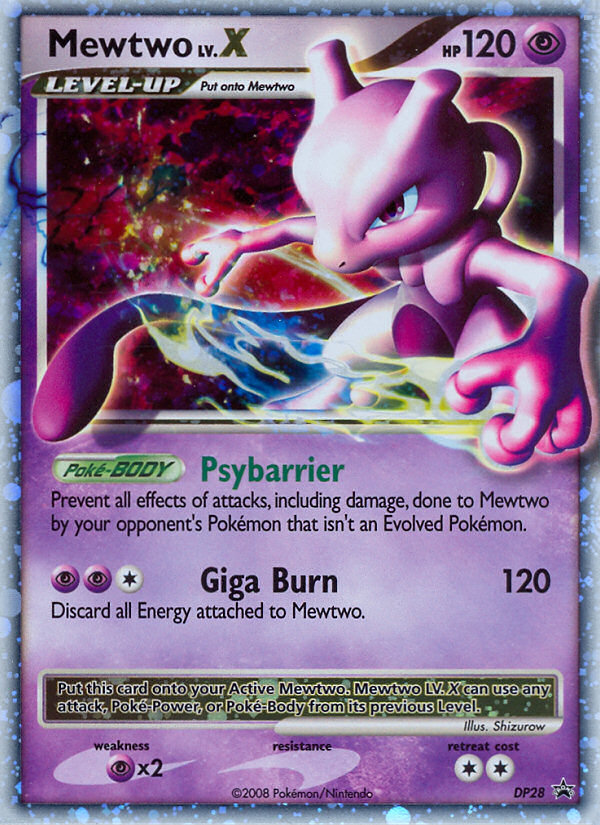 Mewtwo LV.X HP 120
LEVEL-UP Put onto Mewtwo
Poké-BODY Psybarrier
Prevent all effects of attacks, including damage, done to Mewtwo
by your opponent's Pokémon that isn't an Evolved Pokémon.
Giga Burn 120
Discard all Energy attached to Mewtwo.
Put this card onto your Active Mewtwo. Mewtwo LV.X can use any
attack, Poké-Power, or Poké-Body from its previous Level.
Illus. Shizurow
weakness resistance retreat cost
x2
©2008 Pokémon/Nintendo DP28